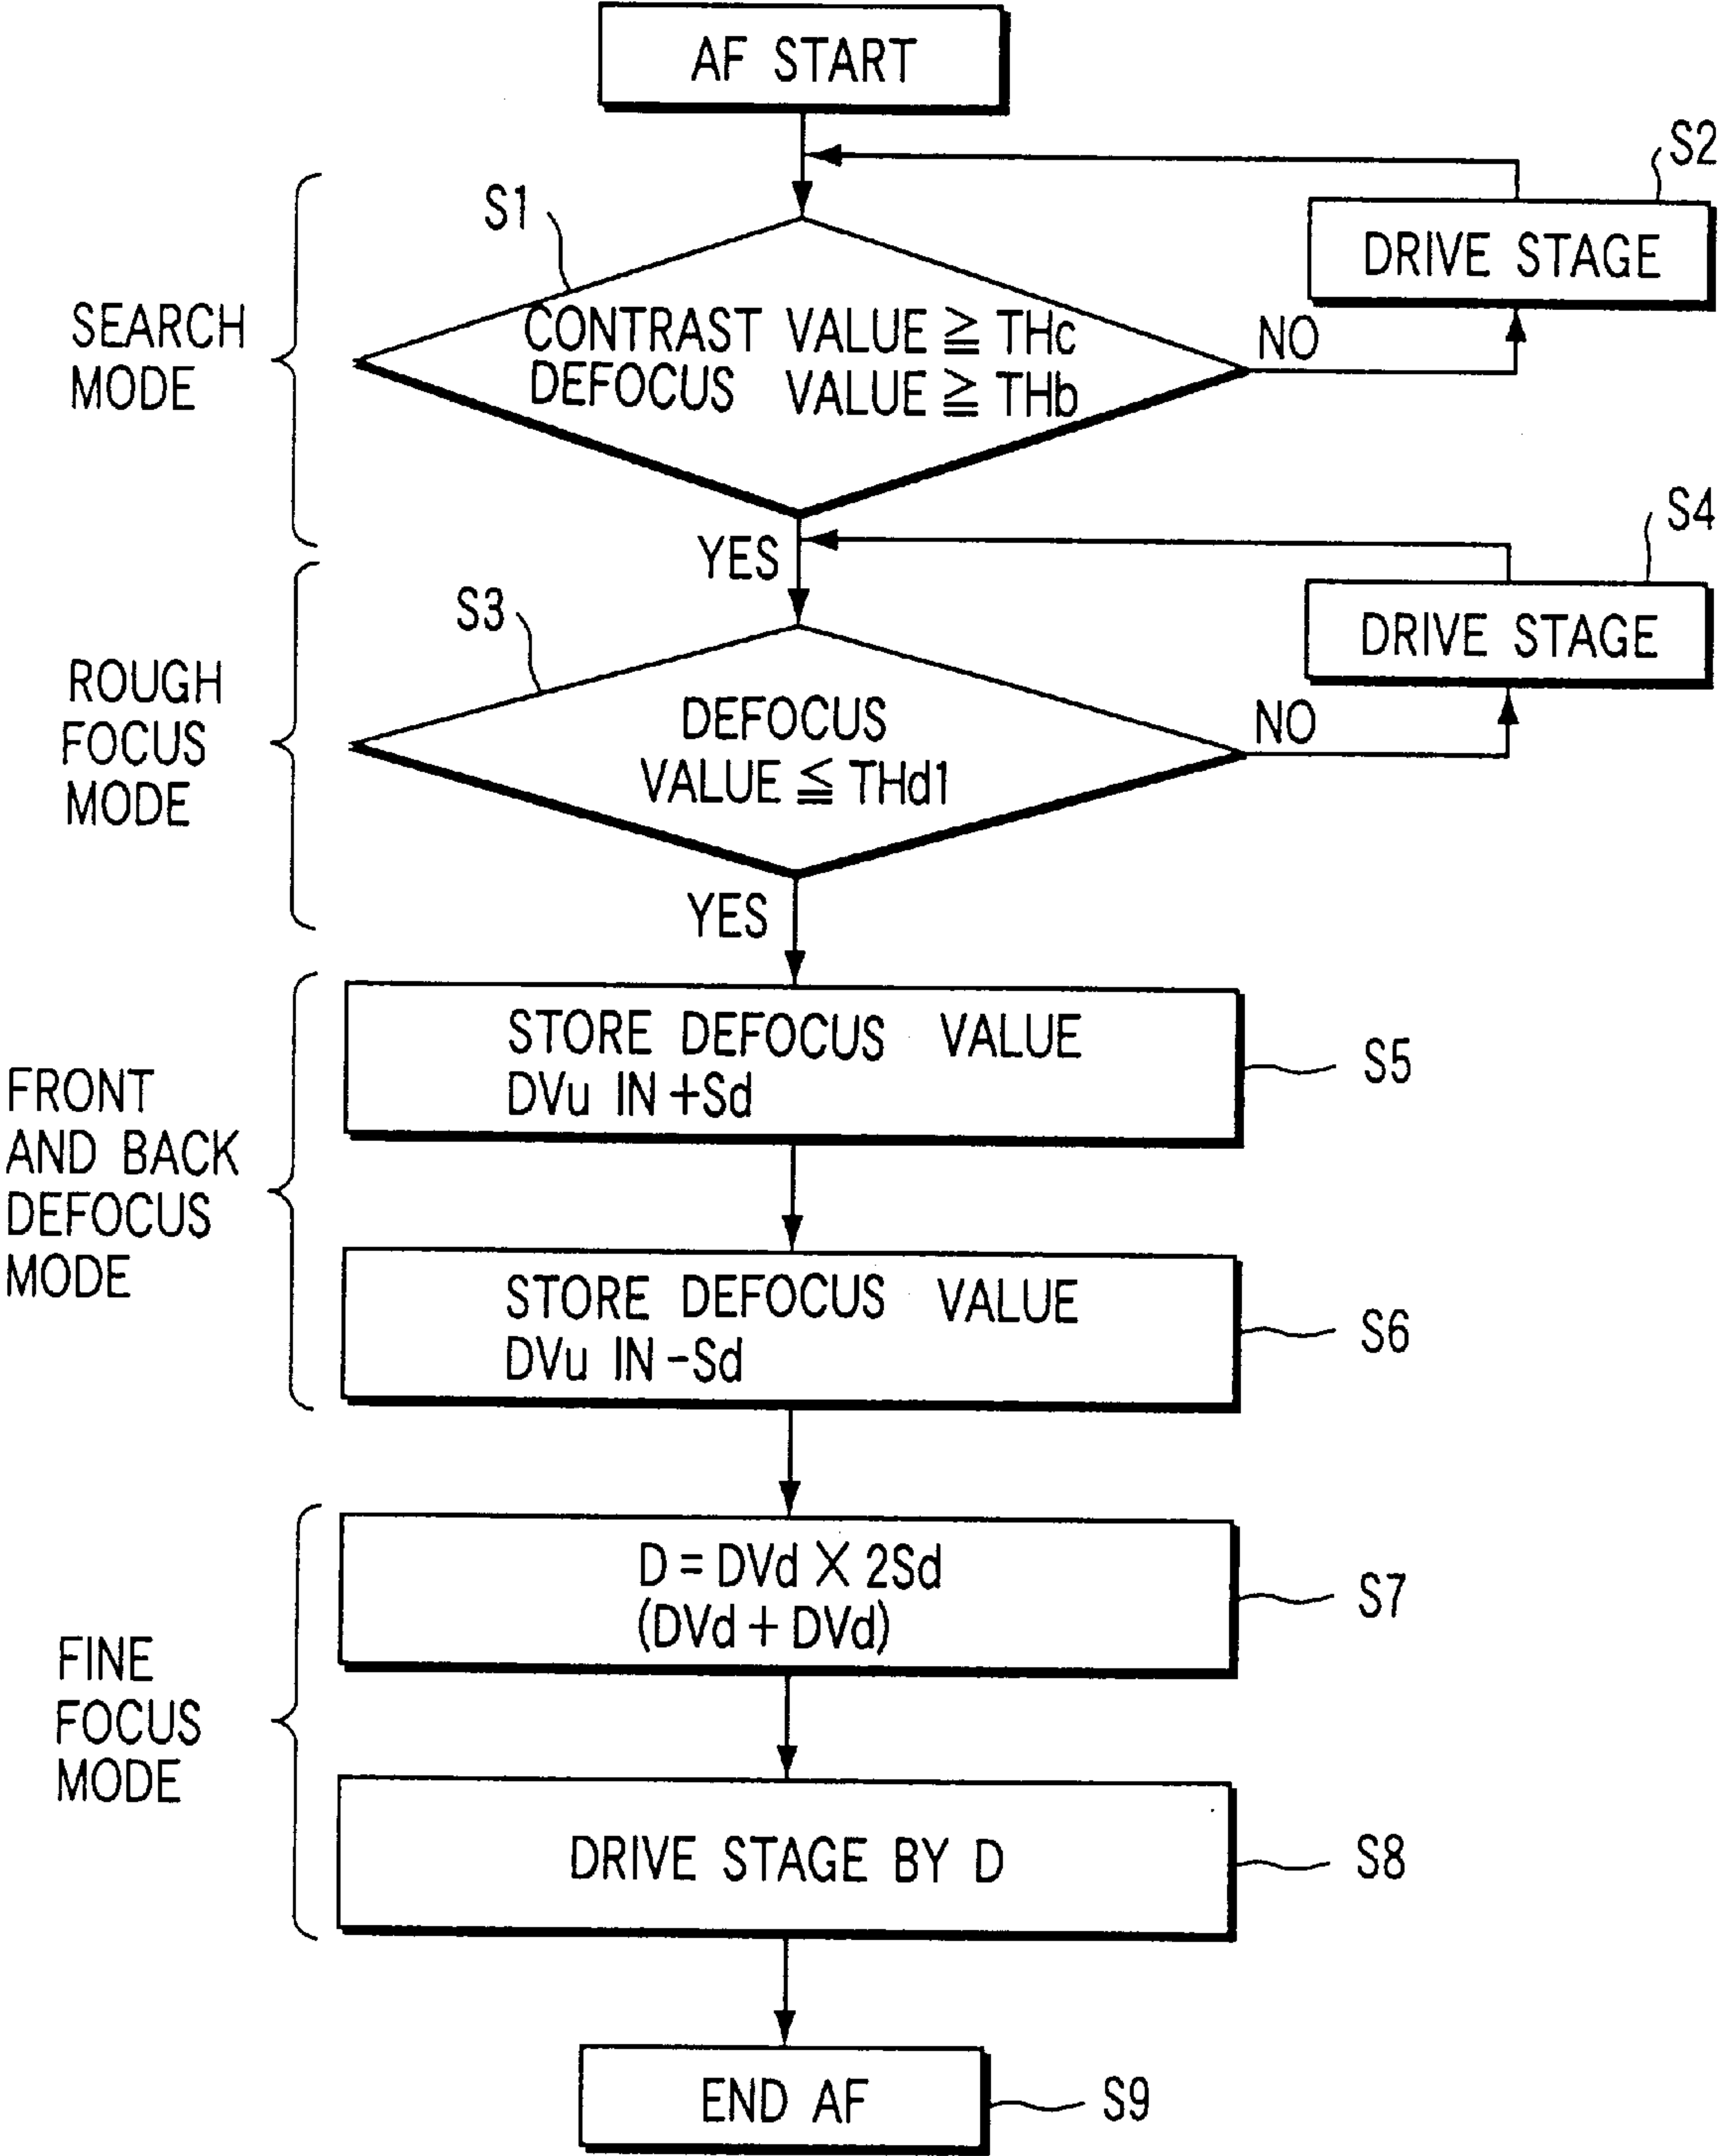 AF START
S2
DRIVE STAGE
S1
SEARCH
MODE
CONTRAST VALUE ≧ THc
DEFOCUS VALUE ≧ THb
NO
YES
S4
DRIVE STAGE
S3
ROUGH
FOCUS
MODE
DEFOCUS
VALUE ≦ THd1
NO
YES
FRONT
AND BACK
DEFOCUS
MODE
STORE DEFOCUS VALUE
DVu IN +Sd
S5
STORE DEFOCUS VALUE
DVu IN -Sd
S6
FINE
FOCUS
MODE
D = DVd X 2Sd
(DVd + DVd)
S7
DRIVE STAGE BY D
S8
END AF
S9